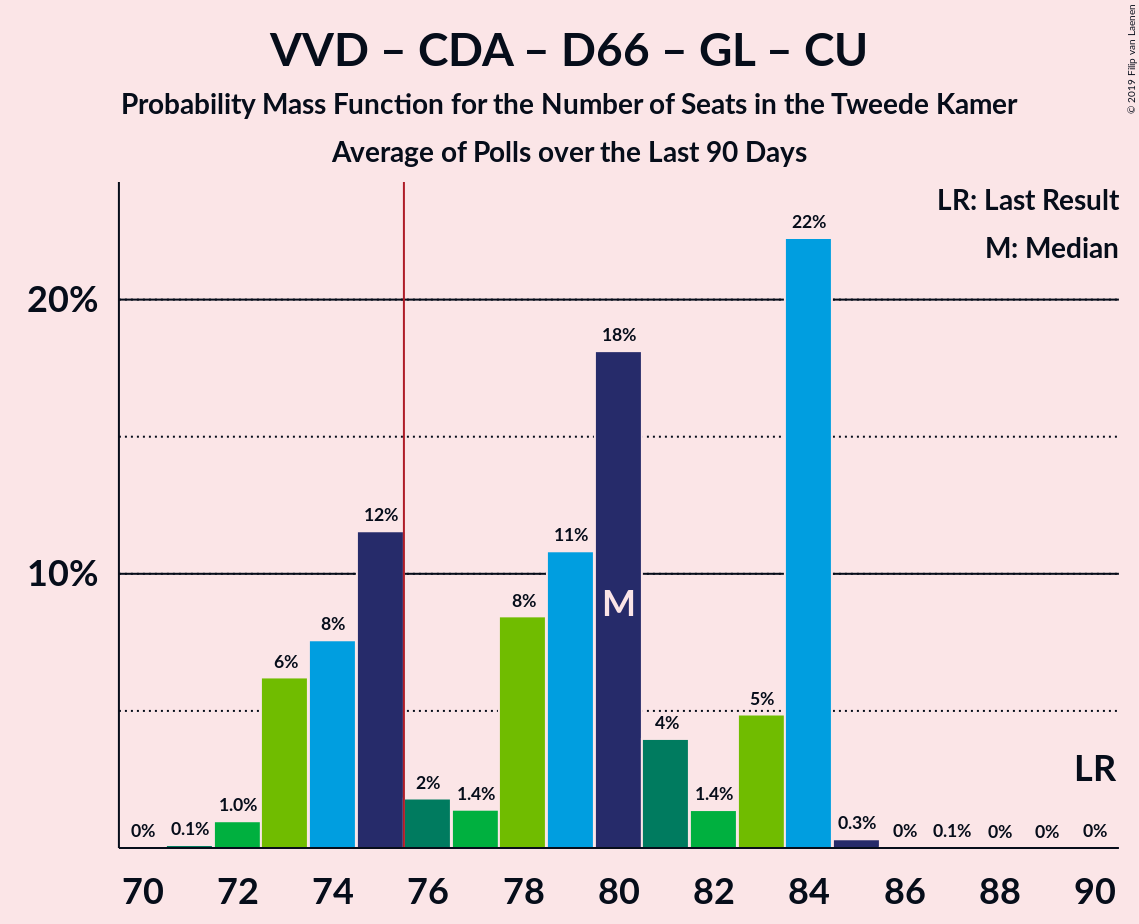 VVD – CDA – D66 – GL – CU
Probability Mass Function for the Number of Seats in the Tweede Kamer
Average of Polls over the Last 90 Days
© 2019 Filip van Laenen
LR: Last Result
M: Median
20%
10%
0%
0.1%
1.0%
6%
8%
12%
2%
1.4%
8%
11%
18%
4%
1.4%
5%
22%
0.3%
0%
0.1%
0%
0%
0%
M
LR
70 72 74 76 78 80 82 84 86 88 90